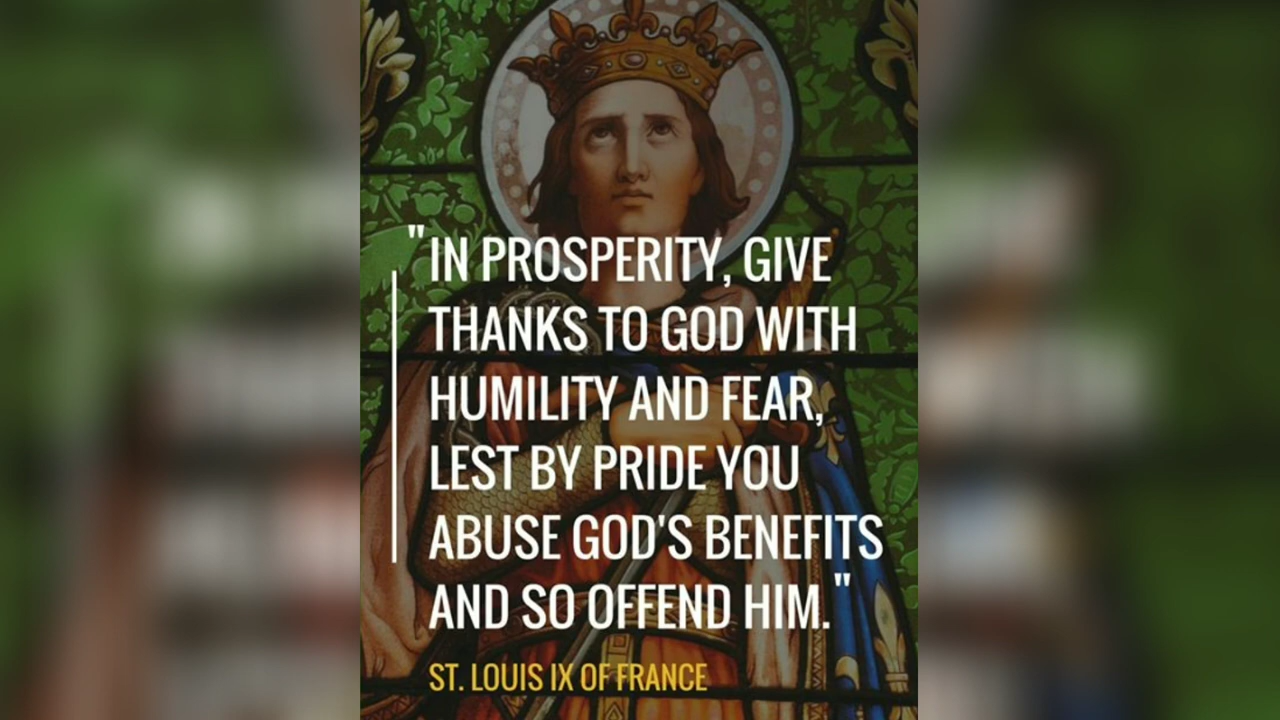 "IN PROSPERITY, GIVE
THANKS TO GOD WITH
HUMILITY AND FEAR,
LEST BY PRIDE YOU
ABUSE GOD'S BENEFITS
AND SO OFFEND HIM."
ST. LOUIS IX OF FRANCE